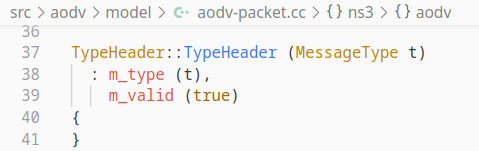 src > aodv > model > aodv-packet.cc > {} ns3 > {} aodv
36
37 TypeHeader::TypeHeader (MessageType t)
38   : m_type (t),
39     m_valid (true)
40 {
41 }